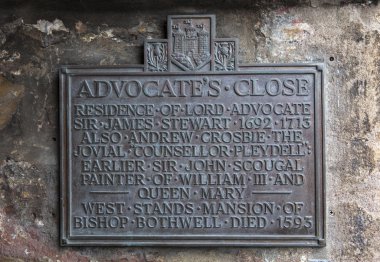 ADVOCATE'S·CLOSE
RESIDENCE·OF·LORD·ADVOCATE
SIR·JAMES·STEWART·1692·1713
ALSO·ANDREW·CROSBIE·THE
JOVIAL·"COUNSELLOR·PLEYDELL":
EARLIER·SIR·JOHN·SCOUGAL
PAINTER·OF·WILLIAM·III·AND
QUEEN·MARY
WEST·STANDS·MANSION·OF
BISHOP·BOTHWELL·DIED·1593